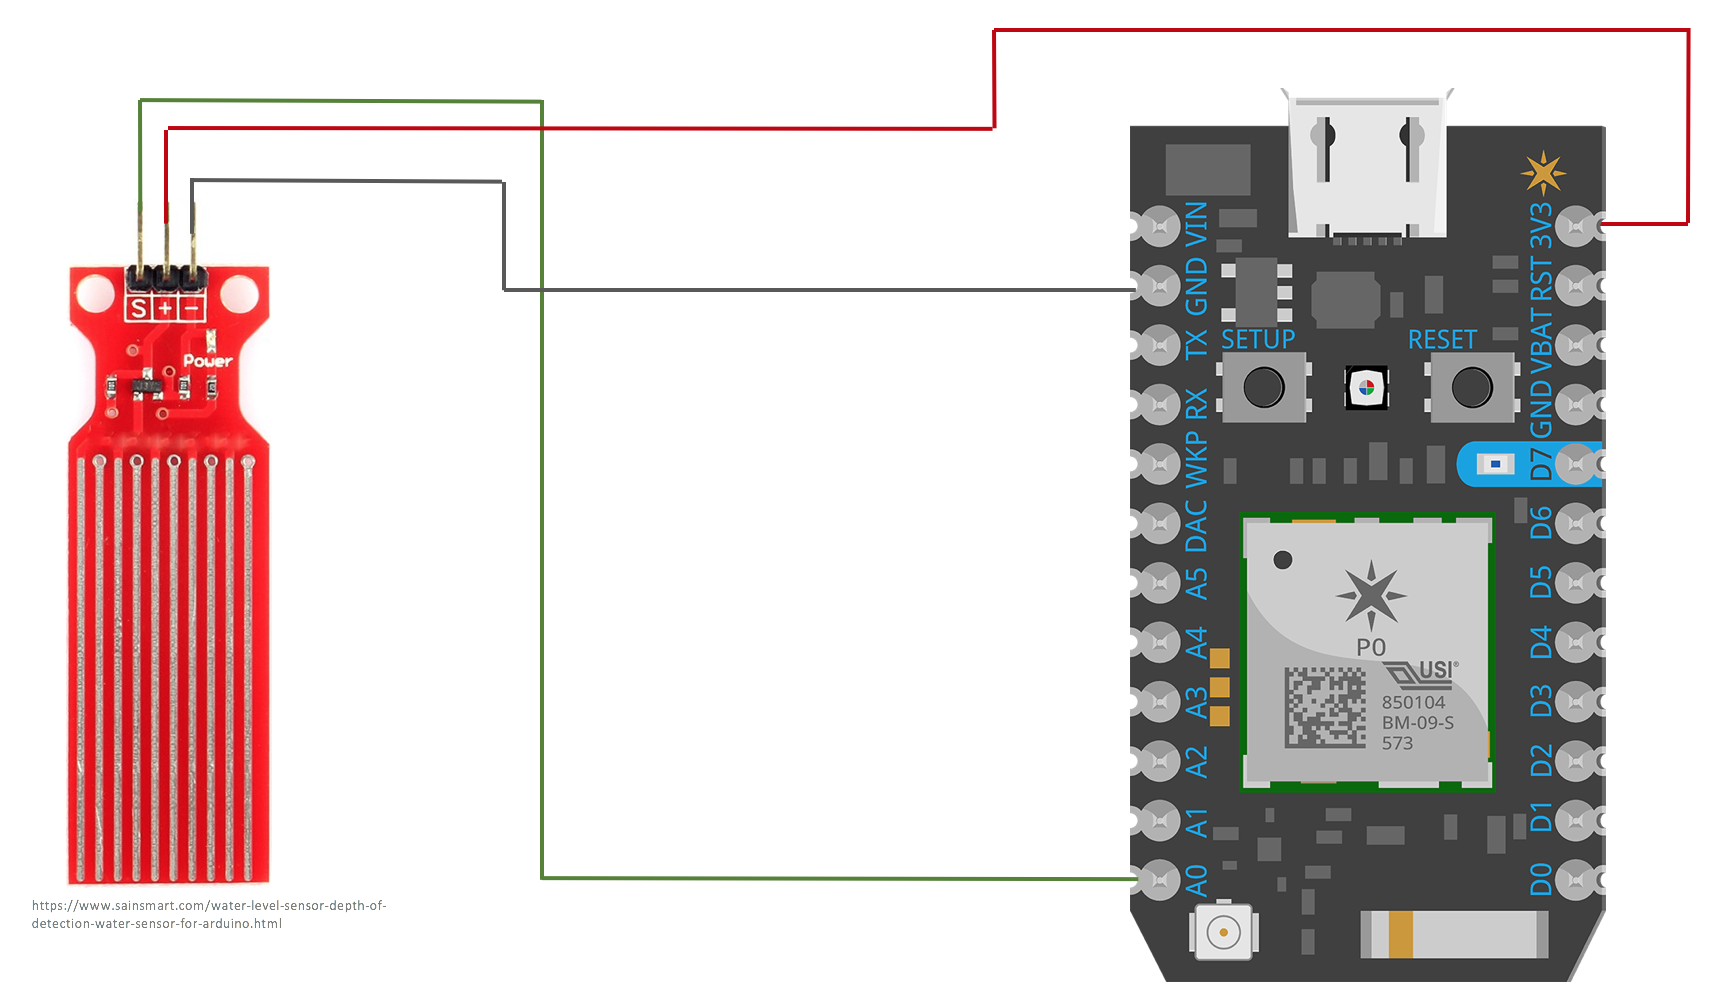 S + -
Power
https://www.sainsmart.com/water-level-sensor-depth-of-
detection-water-sensor-for-arduino.html
VIN
GND
TX
RX
WKP
DAC
A5
A4
A3
A2
A1
A0
SETUP
RESET
3V3
RST
VBAT
GND
D7
D6
D5
D4
D3
D2
D1
D0
P0
USI®
850104
BM-09-S
573